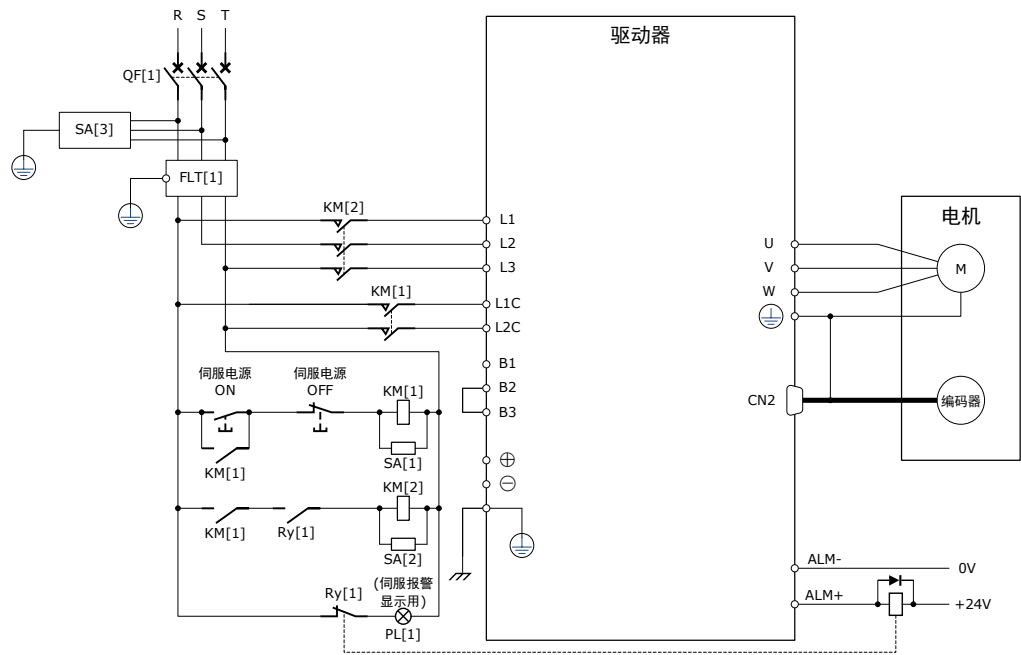 R S T
驱动器
QF[1]
SA[3]
FLT[1]
KM[2]
L1
L2
L3
KM[1]
L1C
L2C
B1
B2
B3
伺服电源
ON
伺服电源
OFF
KM[1]
SA[1]
KM[1]
KM[2]
KM[1]
Ry[1]
SA[2]
Ry[1]
(伺服报警
显示用)
PL[1]
电机
U
V
W
M
CN2
编码器
ALM-
0V
ALM+
+24V